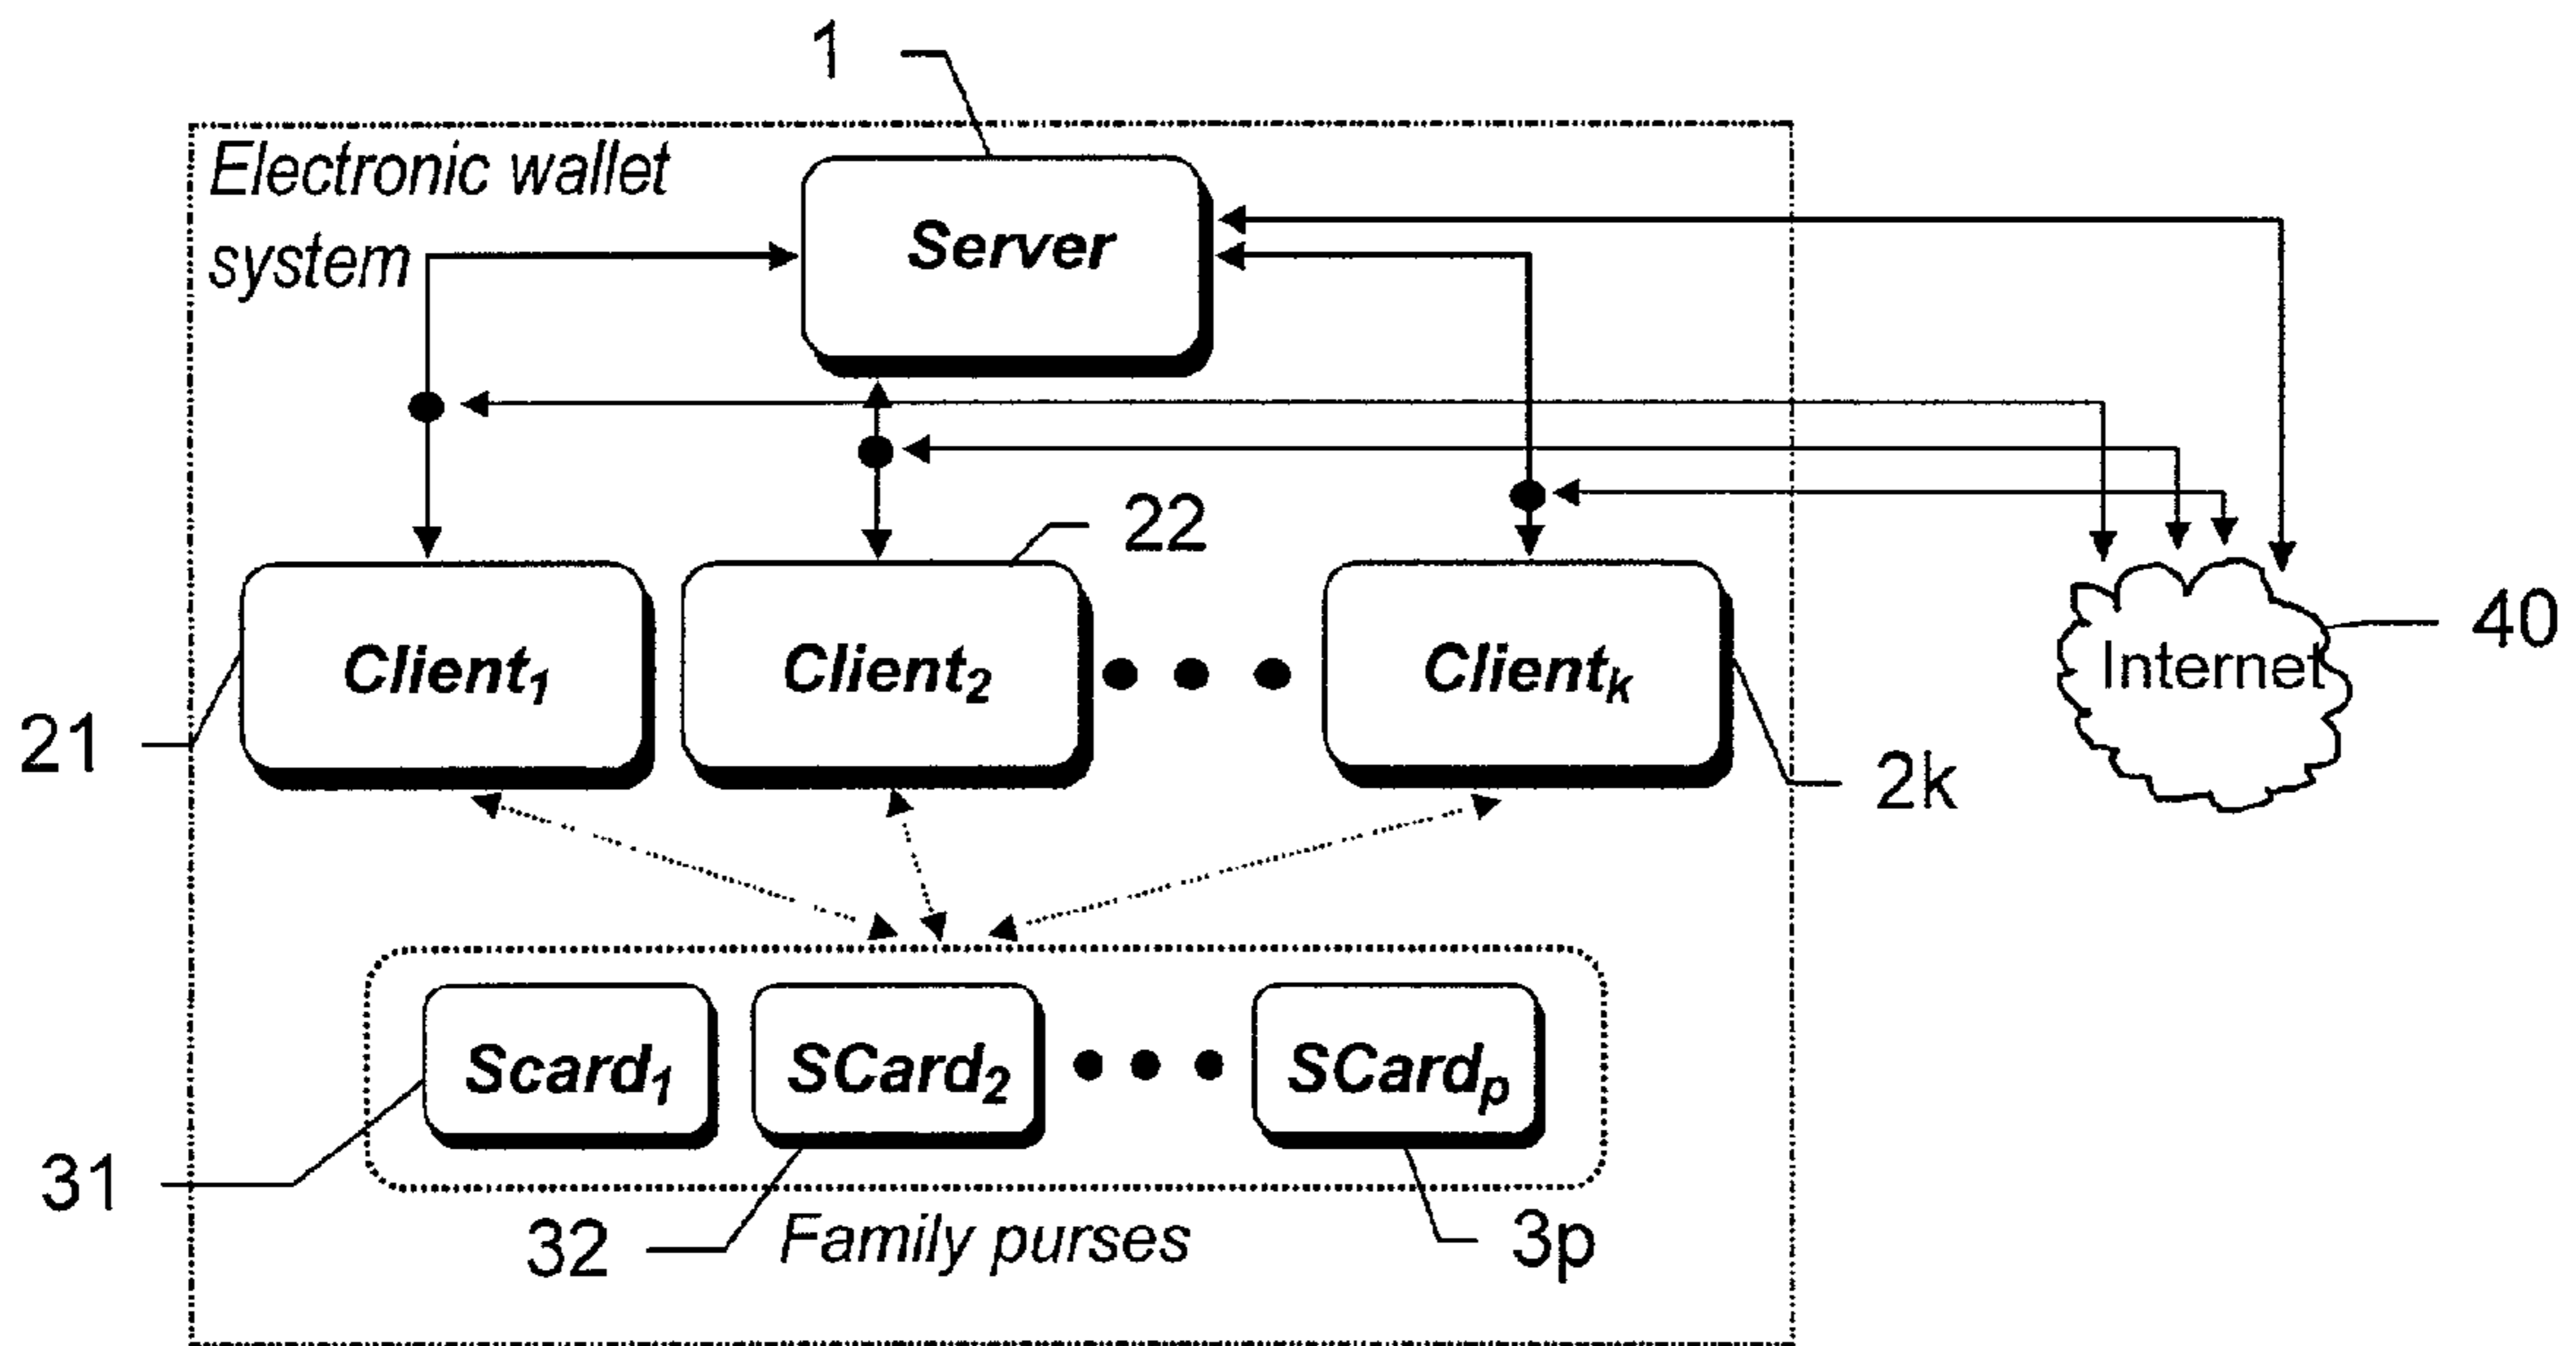 1
Electronic wallet
system
Server
22
Client₁
Client₂
Clientₖ
Internet
40
21
2k
Scard₁
SCard₂
SCardₚ
31
32
Family purses
3p